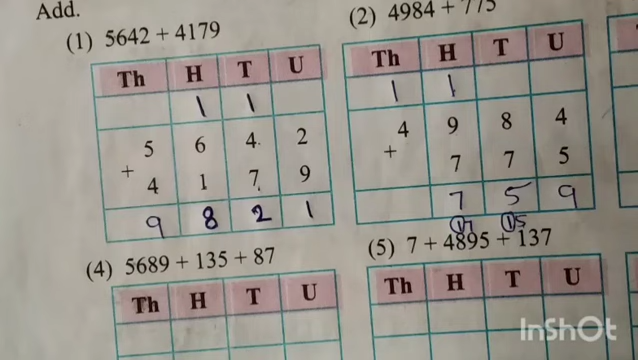 Add.
(1) 5642 + 4179
(2) 4984 + 775
Th H T U
1 1
5 6 4 2
+ 4 1 7 9
9 8 2 1
Th H T U
1 1
4 9 8 4
+ 7 7 5
7 5 9
17 15
(4) 5689 + 135 + 87
(5) 7 + 4895 + 137
Th H T U
Th H T U
InShOt